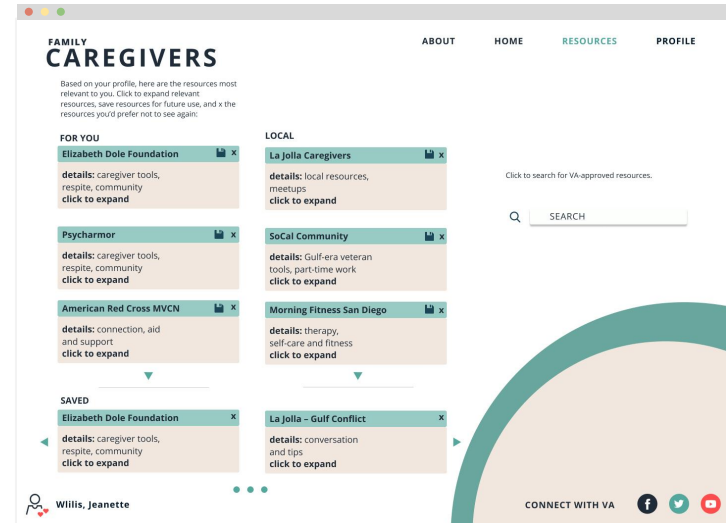 FAMILY
CAREGIVERS
ABOUT
HOME
RESOURCES
PROFILE
Based on your profile, here are the resources most
relevant to you. Click to expand relevant
resources, save resources for future use, and x the
resources you'd prefer not to see again:
FOR YOU
Elizabeth Dole Foundation x
details: caregiver tools,
respite, community
click to expand
Psycharmor x
details: caregiver tools,
respite, community
click to expand
American Red Cross MVCN x
details: connection, aid
and support
click to expand
LOCAL
La Jolla Caregivers x
details: local resources,
meetups
click to expand
SoCal Community x
details: Gulf-era veteran
tools, part-time work
click to expand
Morning Fitness San Diego x
details: therapy,
self-care and fitness
click to expand
Click to search for VA-approved resources.
SEARCH
SAVED
Elizabeth Dole Foundation x
details: caregiver tools,
respite, community
click to expand
La Jolla – Gulf Conflict x
details: conversation
and tips
click to expand
Wlilis, Jeanette
CONNECT WITH VA